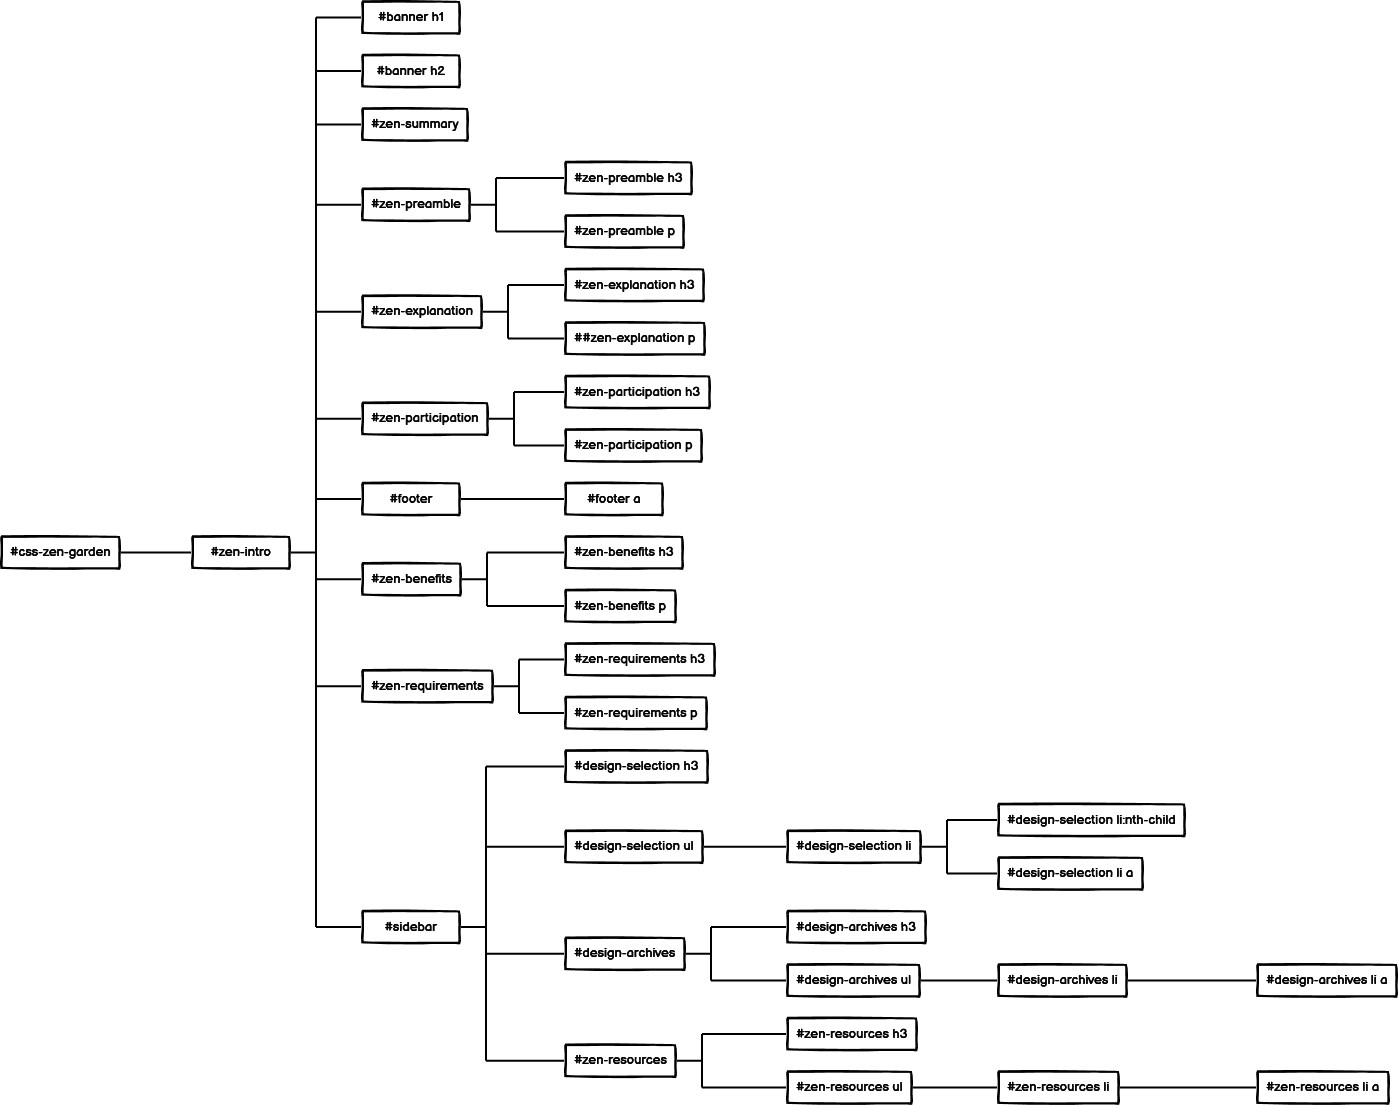 #banner h1
#banner h2
#zen-summary
#zen-preamble h3
#zen-preamble
#zen-preamble p
#zen-explanation h3
#zen-explanation
##zen-explanation p
#zen-participation h3
#zen-participation
#zen-participation p
#footer
#footer a
#css-zen-garden
#zen-intro
#zen-benefits h3
#zen-benefits
#zen-benefits p
#zen-requirements h3
#zen-requirements
#zen-requirements p
#design-selection h3
#design-selection li:nth-child
#design-selection ul
#design-selection li
#design-selection li a
#sidebar
#design-archives h3
#design-archives
#design-archives ul
#design-archives li
#design-archives li a
#zen-resources h3
#zen-resources
#zen-resources ul
#zen-resources li
#zen-resources li a